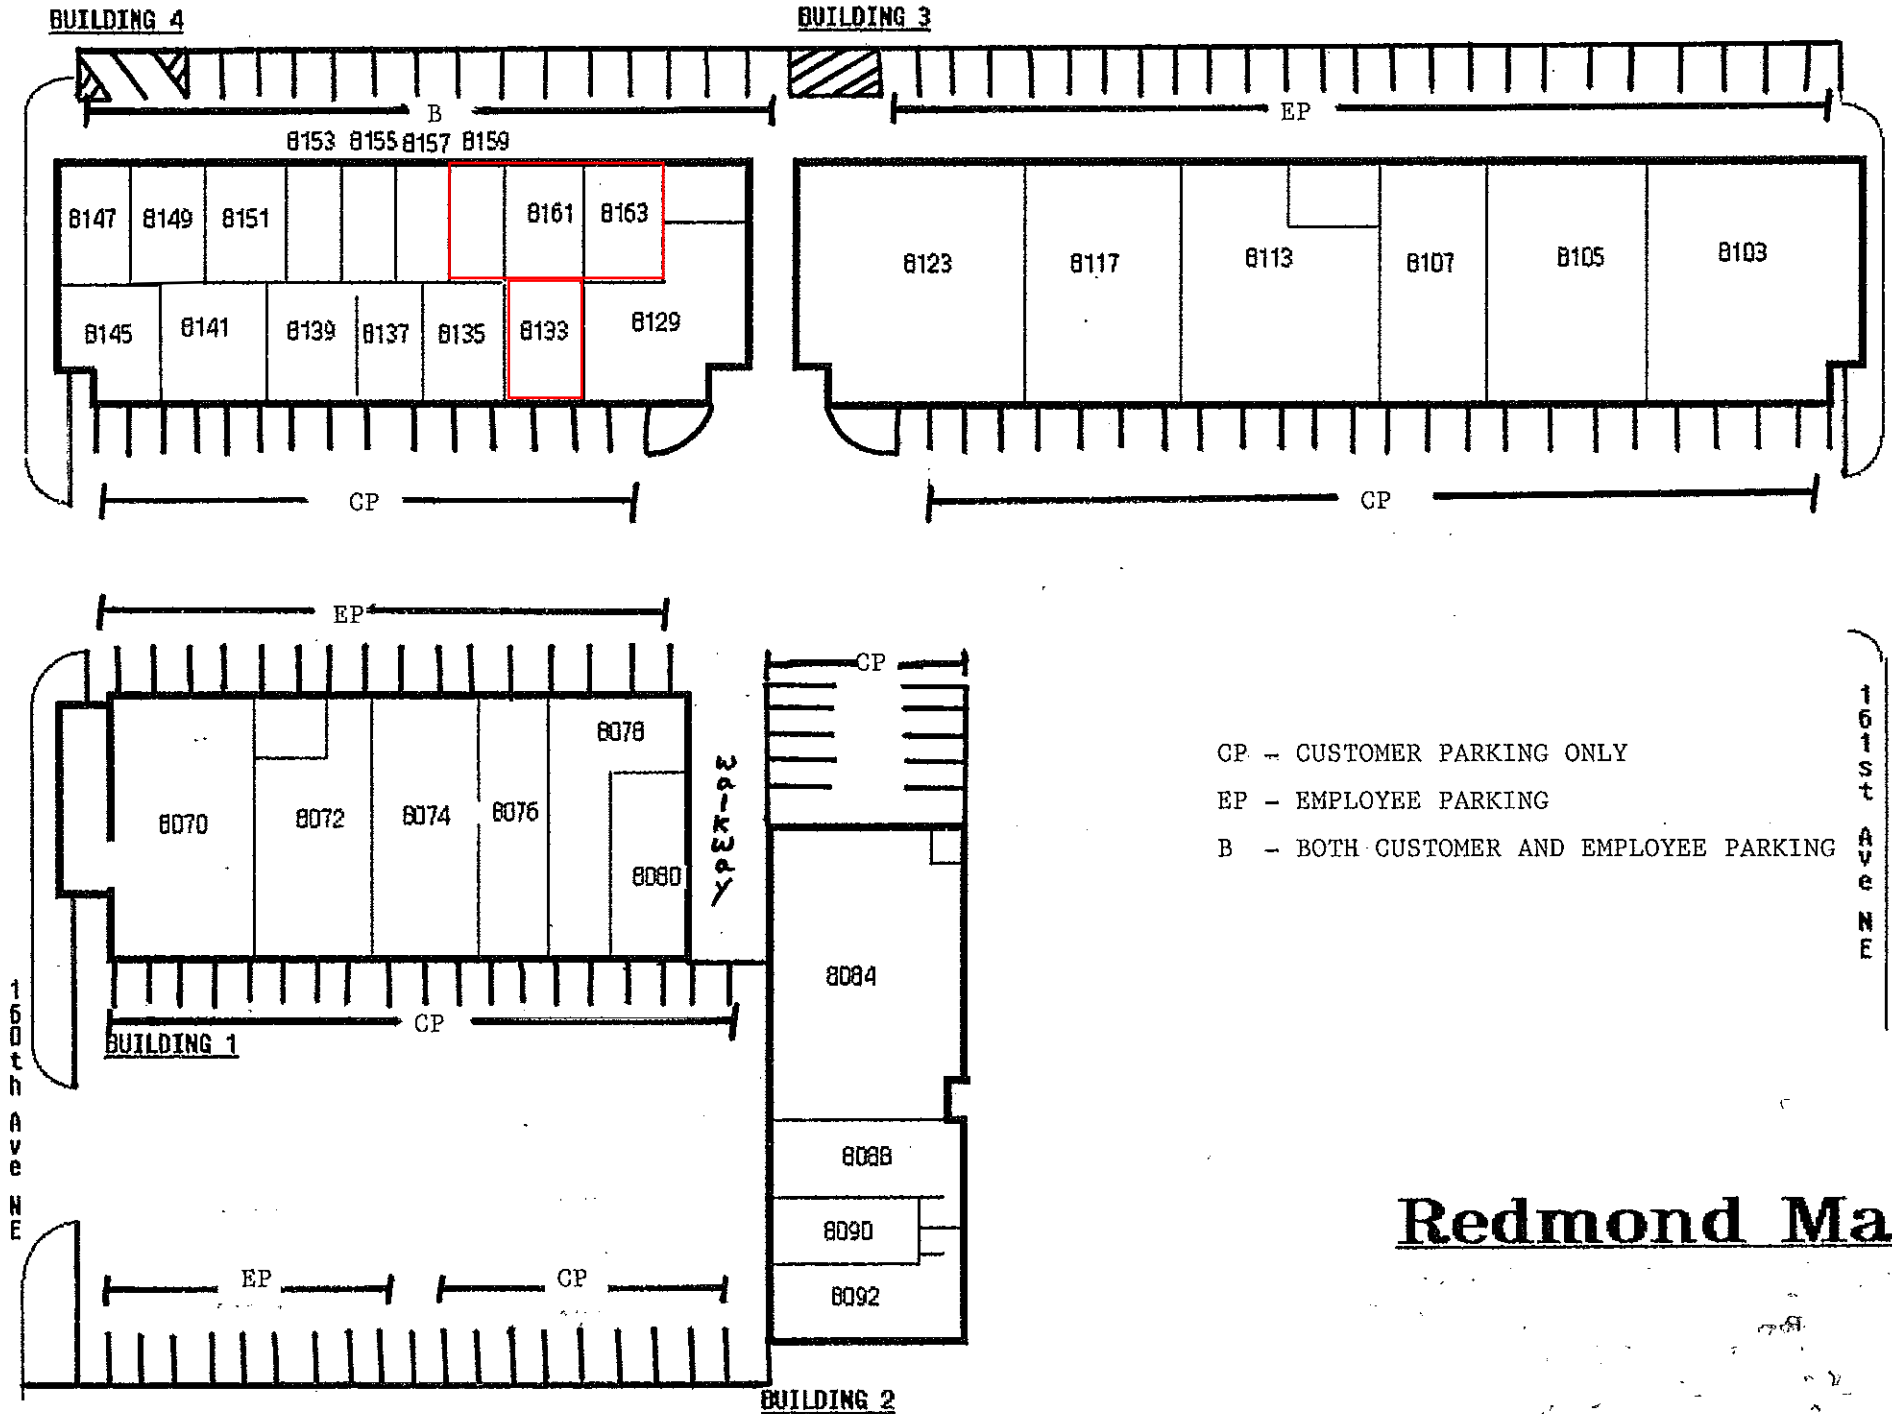 BUILDING 4
BUILDING 3
B
EP
8153 8155 8157 8159
8147 8149 8151 8161 8163
8123 8117 8113 8107 8105 8103
8145 8141 8139 8137 8135 8133 8129
CP
CP
EP
CP
8078
8070 8072 8074 8076
8080
walkway
CP - CUSTOMER PARKING ONLY
EP - EMPLOYEE PARKING
B - BOTH CUSTOMER AND EMPLOYEE PARKING
161st Ave NE
8084
CP
BUILDING 1
160th Ave NE
8088
8090
8092
EP
CP
Redmond Ma
BUILDING 2